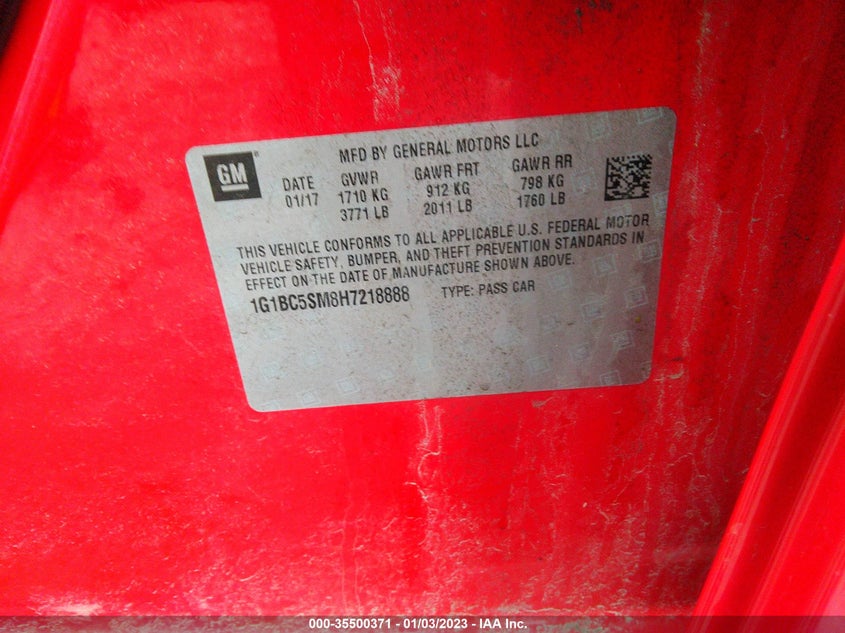 MFD BY GENERAL MOTORS LLC
GM
DATE GVWR GAWR FRT GAWR RR
01/17 1710 KG 912 KG 798 KG
3771 LB 2011 LB 1760 LB
THIS VEHICLE CONFORMS TO ALL APPLICABLE U.S. FEDERAL MOTOR
VEHICLE SAFETY, BUMPER, AND THEFT PREVENTION STANDARDS IN
EFFECT ON THE DATE OF MANUFACTURE SHOWN ABOVE.
1G1BC5SM8H7218888 TYPE: PASS CAR
000-35500371 - 01/03/2023 - IAA Inc.